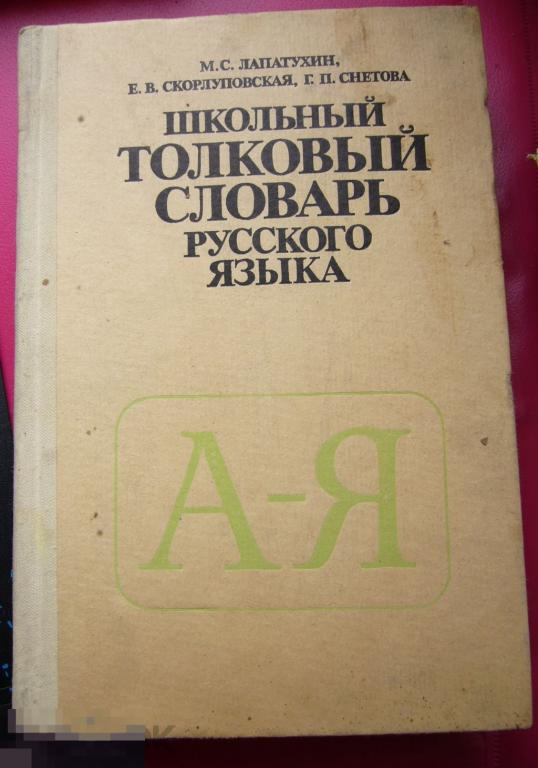 М.С. ЛАПАТУХИН,
Е. В. СКОРЛУПОВСКАЯ, Г. П. СНЕТОВА
ШКОЛЬНЫЙ
ТОЛКОВЫЙ
СЛОВАРЬ
РУССКОГО
ЯЗЫКА
А-Я